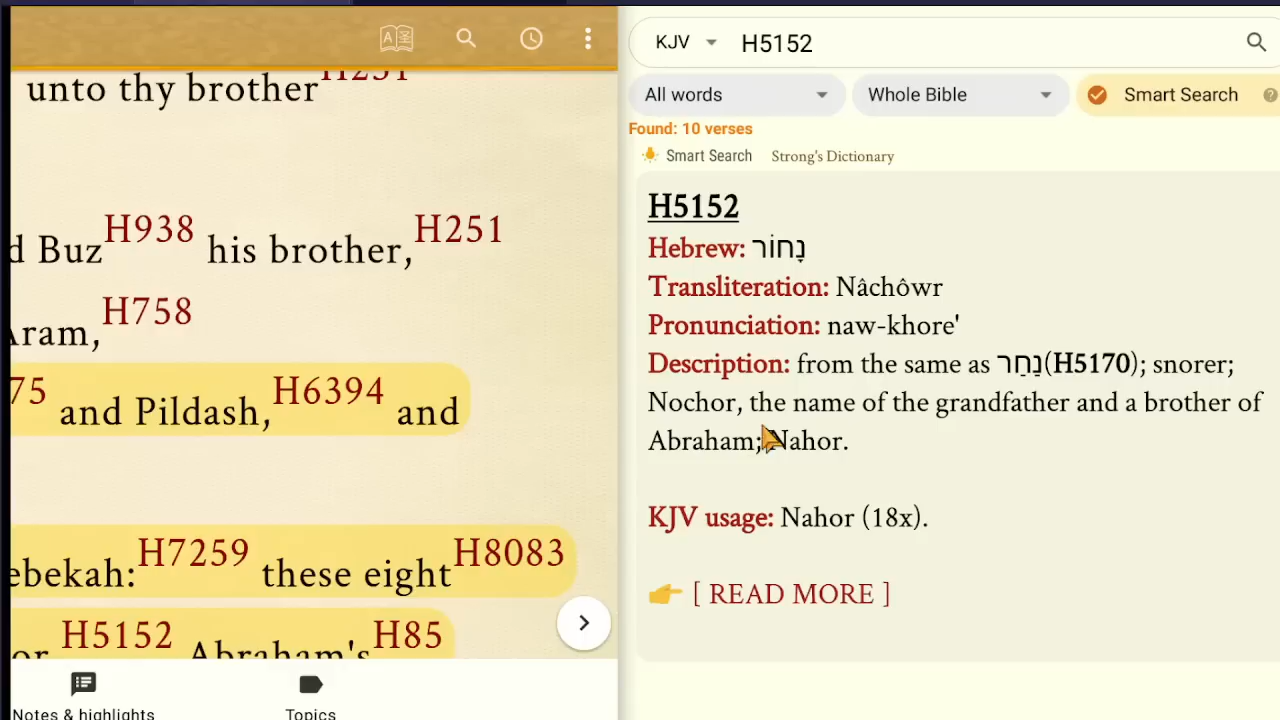 unto thy brother H251
d Buz H938 his brother, H251
Aram, H758
75 and Pildash, H6394 and
ebekah: H7259 these eight H8083
or H5152 Abraham's H85
Notes & highlights
Topics
KJV H5152
All words Whole Bible Smart Search
Found: 10 verses
Smart Search Strong's Dictionary
H5152
Hebrew: נָחוֹר
Transliteration: Nâchôwr
Pronunciation: naw-khore'
Description: from the same as נַחַר(H5170); snorer;
Nochor, the name of the grandfather and a brother of
Abraham; Nahor.
KJV usage: Nahor (18x).
[ READ MORE ]